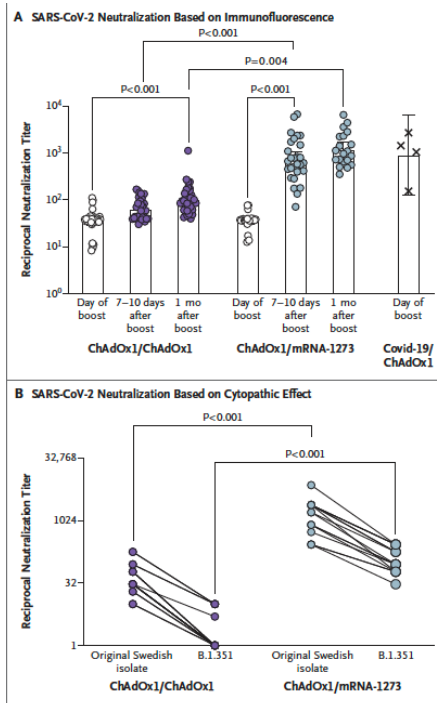 A SARS-CoV-2 Neutralization Based on Immunofluorescence
P<0.001
P=0.004
P<0.001 P<0.001
Reciprocal Neutralization Titer
10⁵
10⁴
10³
10²
10¹
10⁰
Day of boost
7–10 days after boost
1 mo after boost
Day of boost
7–10 days after boost
1 mo after boost
Day of boost
ChAdOx1/ChAdOx1
ChAdOx1/mRNA-1273
Covid-19/
ChAdOx1
B SARS-CoV-2 Neutralization Based on Cytopathic Effect
P<0.001
P<0.001
Reciprocal Neutralization Titer
32,768
1024
32
1
Original Swedish
isolate
B.1.351
Original Swedish
isolate
B.1.351
ChAdOx1/ChAdOx1
ChAdOx1/mRNA-1273